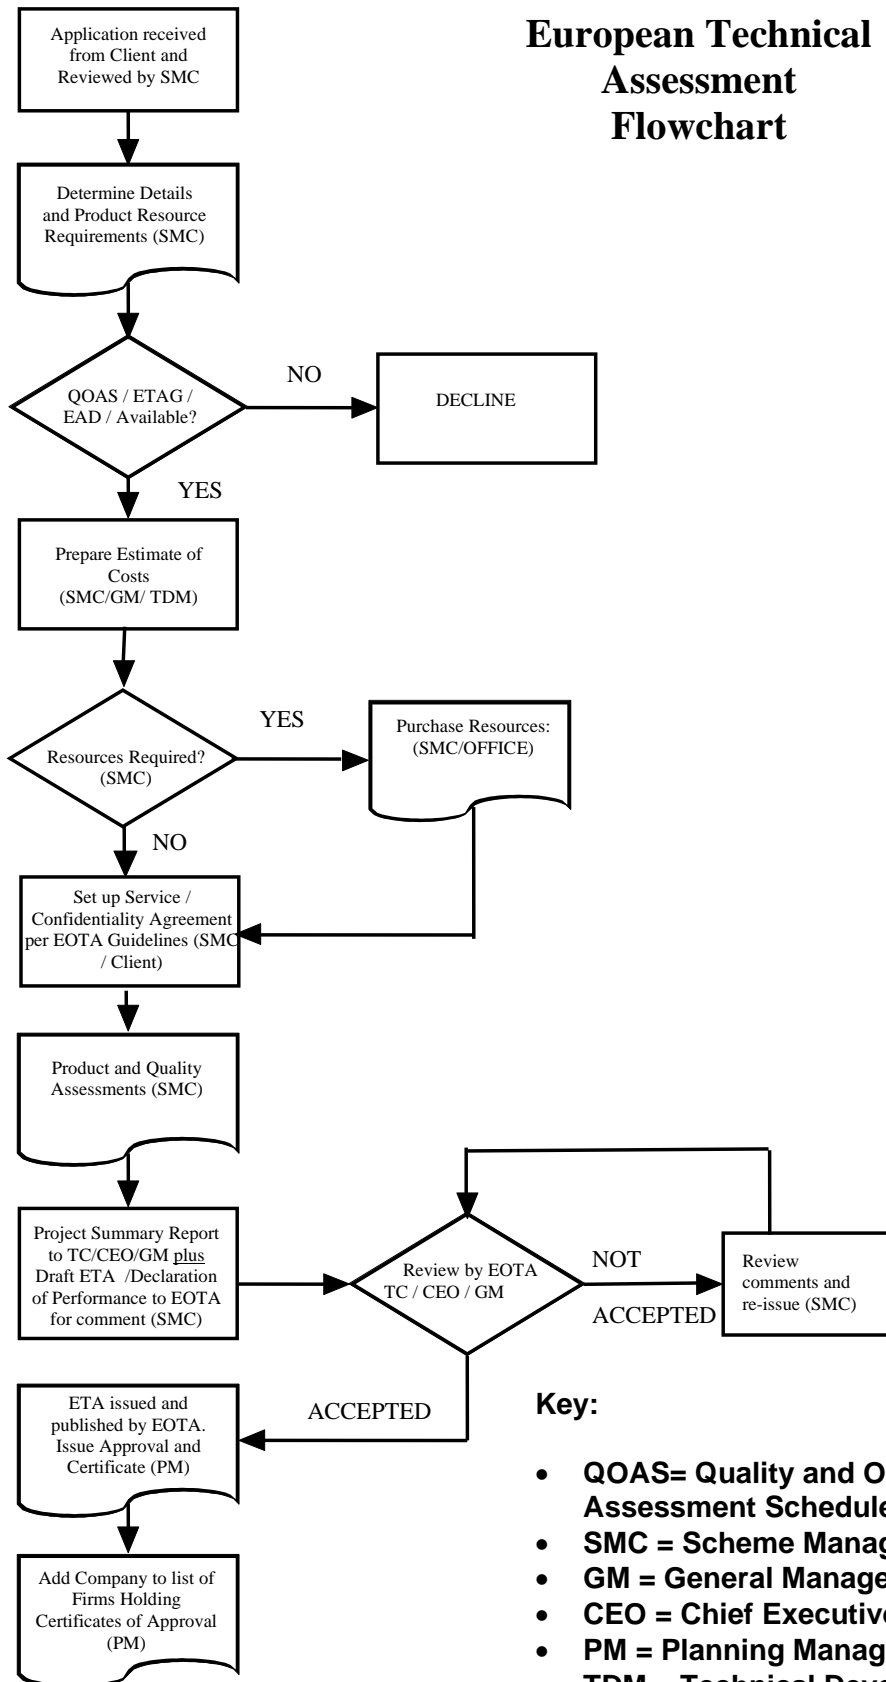 European Technical
Assessment
Flowchart
Application received
from Client and
Reviewed by SMC
Determine Details
and Product Resource
Requirements (SMC)
QOAS / ETAG /
EAD / Available?
NO
DECLINE
YES
Prepare Estimate of
Costs
(SMC/GM/ TDM)
Resources Required?
(SMC)
YES
Purchase Resources:
(SMC/OFFICE)
NO
Set up Service /
Confidentiality Agreement
per EOTA Guidelines (SMC
/ Client)
Product and Quality
Assessments (SMC)
Project Summary Report
to TC/CEO/GM plus
Draft ETA /Declaration
of Performance to EOTA
for comment (SMC)
Review by EOTA
TC / CEO / GM
NOT
ACCEPTED
Review
comments and
re-issue (SMC)
ACCEPTED
ETA issued and
published by EOTA.
Issue Approval and
Certificate (PM)
Add Company to list of
Firms Holding
Certificates of Approval
(PM)
Key:
• QOAS= Quality and
Assessment
• SMC = Scheme
• GM = General
• CEO = Chief
• PM = Planning
TDM = Technical